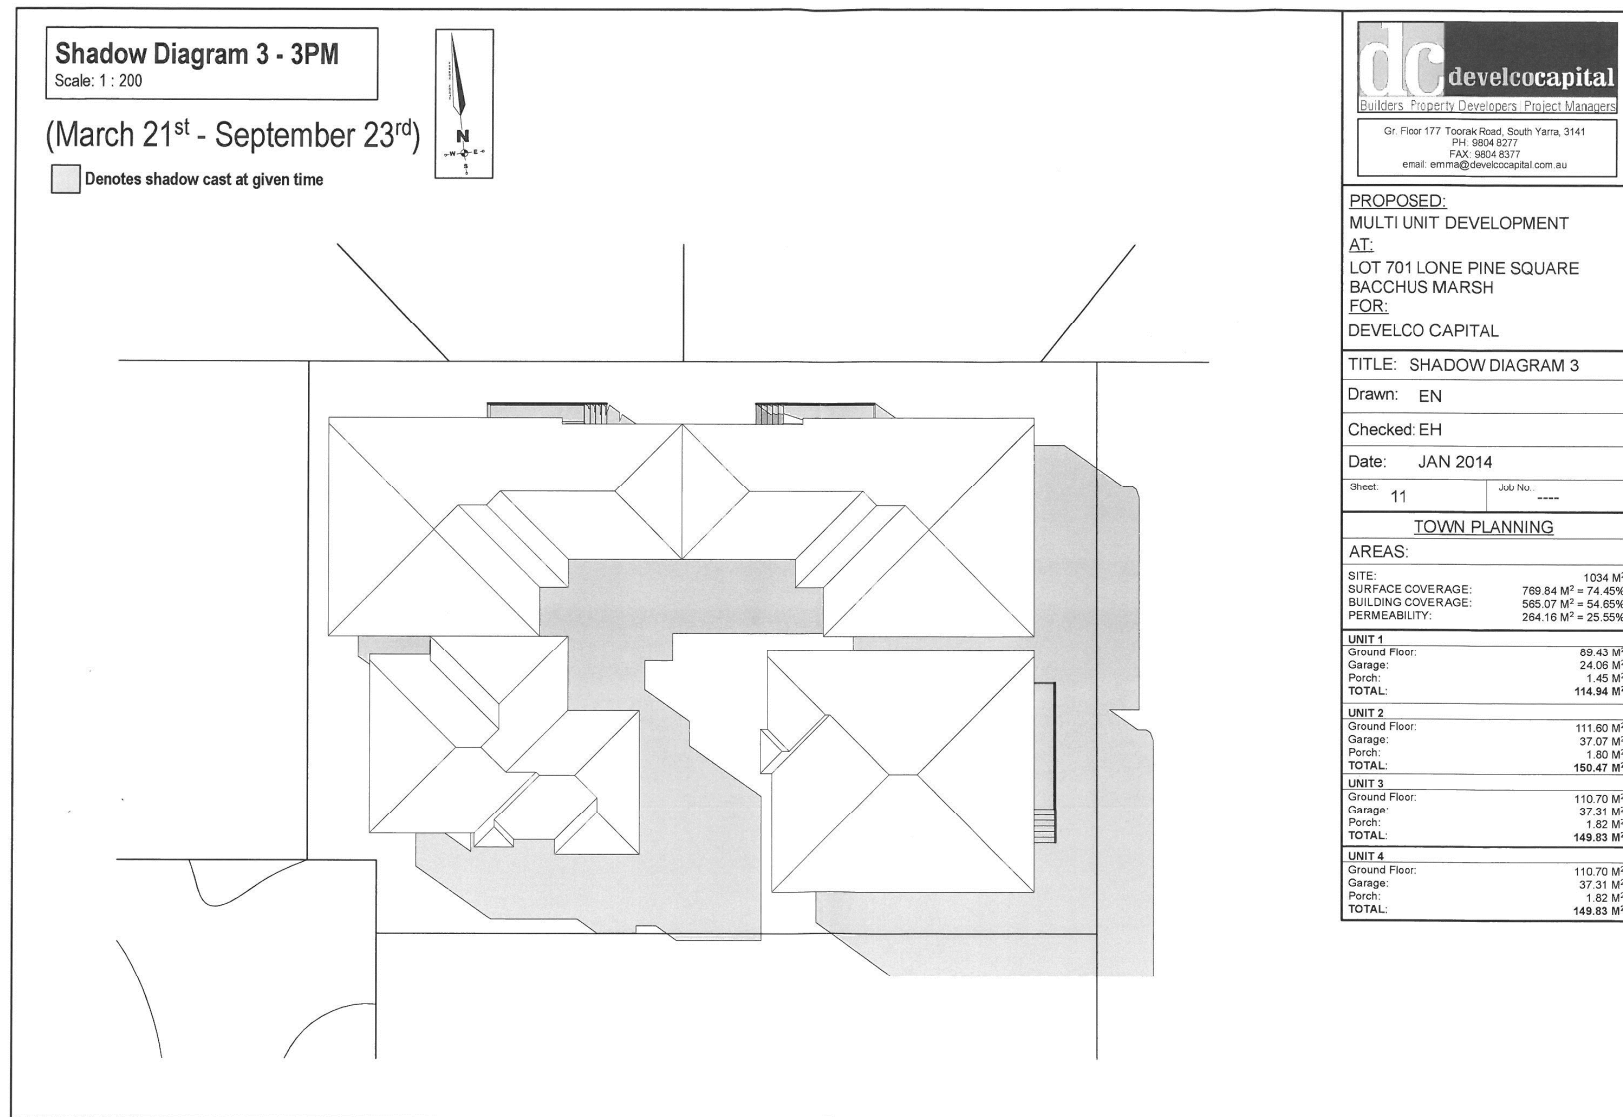 Shadow Diagram 3 - 3PM
Scale: 1 : 200
(March 21st - September 23rd)
Denotes shadow cast at given time
N
W E
S
dc develcocapital
Builders Property Developers Project Managers
Gr. Floor 177 Toorak Road, South Yarra, 3141
PH: 9804 8277
FAX: 9804 8377
email: emma@develcocapital.com.au
PROPOSED:
MULTI UNIT DEVELOPMENT
AT:
LOT 701 LONE PINE SQUARE
BACCHUS MARSH
FOR:
DEVELCO CAPITAL
TITLE: SHADOW DIAGRAM 3
Drawn: EN
Checked: EH
Date: JAN 2014
Sheet: 11 Job No.: ----
TOWN PLANNING
AREAS:
SITE: 1034 M²
SURFACE COVERAGE: 769.84 M² = 74.45%
BUILDING COVERAGE: 565.07 M² = 54.65%
PERMEABILITY: 264.16 M² = 25.55%
UNIT 1
Ground Floor: 89.43 M²
Garage: 24.06 M²
Porch: 1.45 M²
TOTAL: 114.94 M²
UNIT 2
Ground Floor: 111.60 M²
Garage: 37.07 M²
Porch: 1.80 M²
TOTAL: 150.47 M²
UNIT 3
Ground Floor: 110.70 M²
Garage: 37.31 M²
Porch: 1.82 M²
TOTAL: 149.83 M²
UNIT 4
Ground Floor: 110.70 M²
Garage: 37.31 M²
Porch: 1.82 M²
TOTAL: 149.83 M²